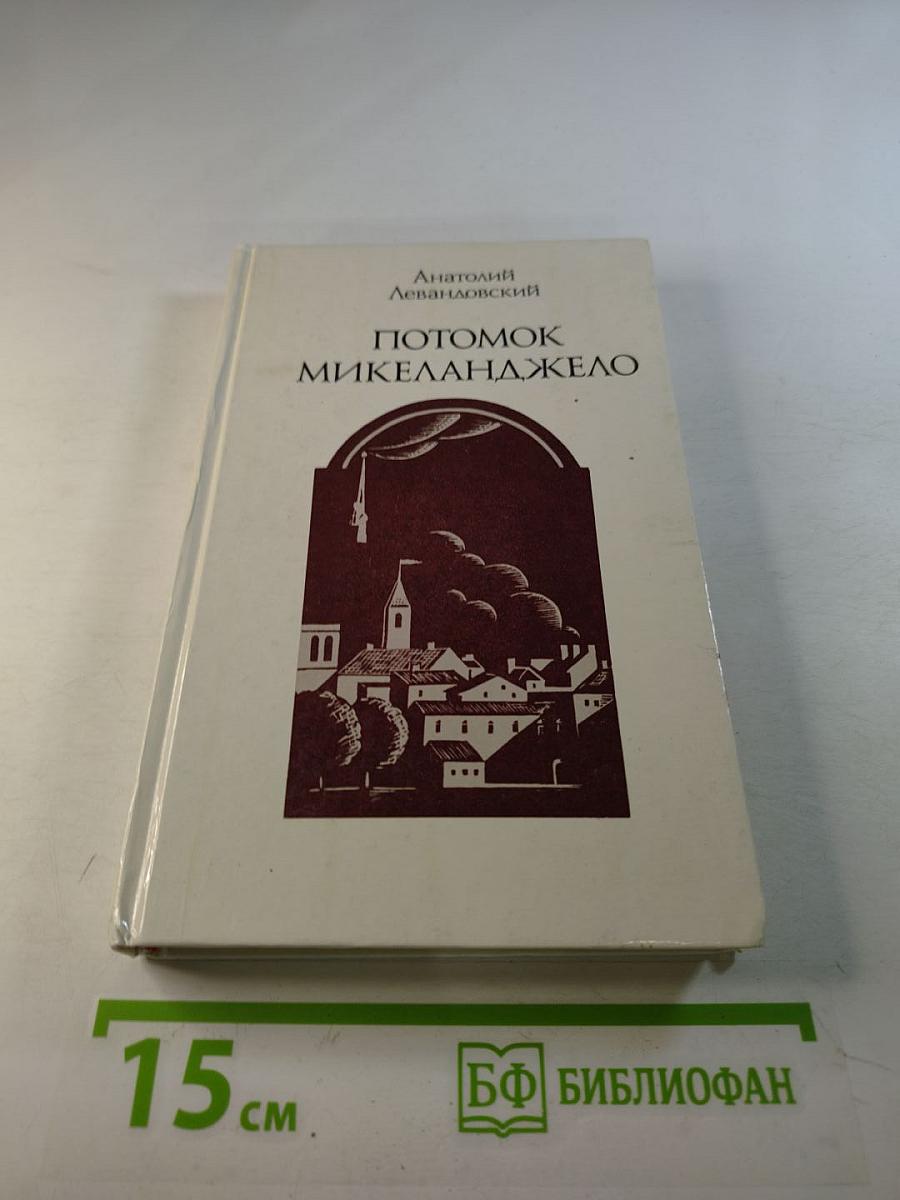 Анатолий
Левандовский
ПОТОМОК
МИКЕЛАНДЖЕЛО
15 см
БФ БИБЛИОФАН